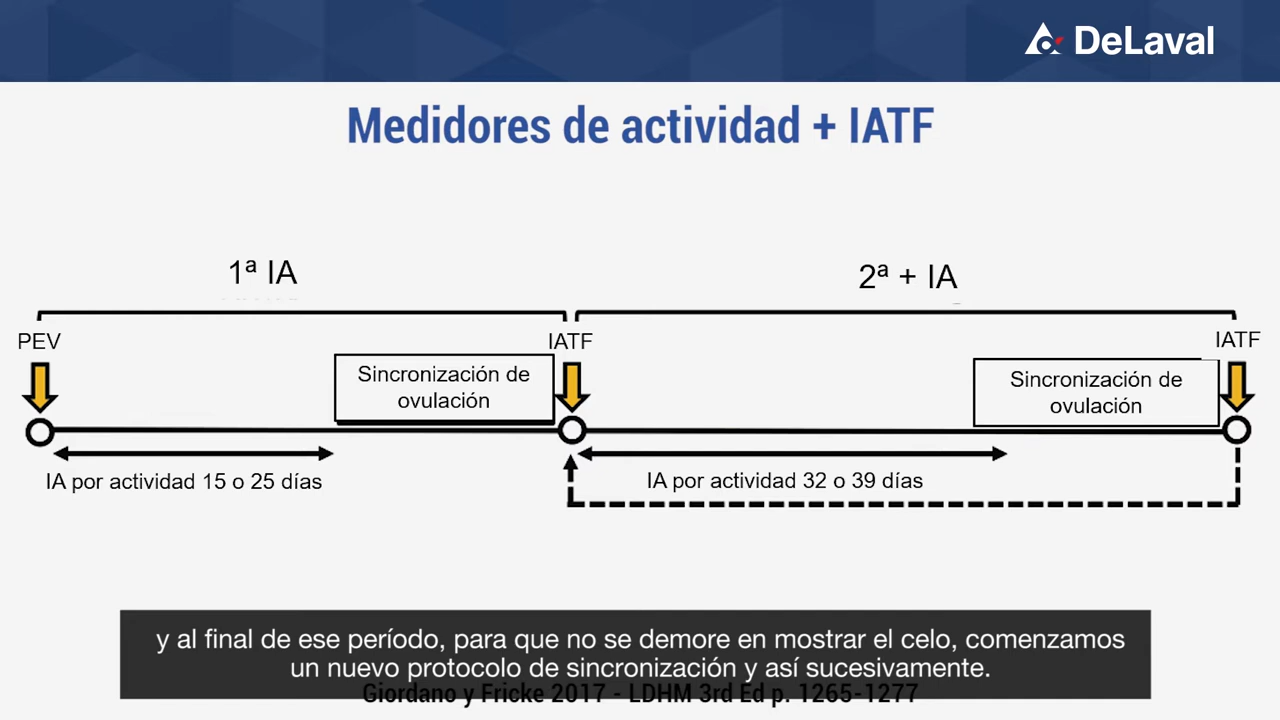 DeLaval
Medidores de actividad + IATF
1ª IA
2ª + IA
PEV
IATF
IATF
Sincronización de
ovulación
Sincronización de
ovulación
IA por actividad 15 o 25 días
IA por actividad 32 o 39 días
y al final de ese período, para que no se demore en mostrar el celo, comenzamos
un nuevo protocolo de sincronización y así sucesivamente.
Giordano y Fricke 2017 - LDHM 3rd Ed p. 1265-1277